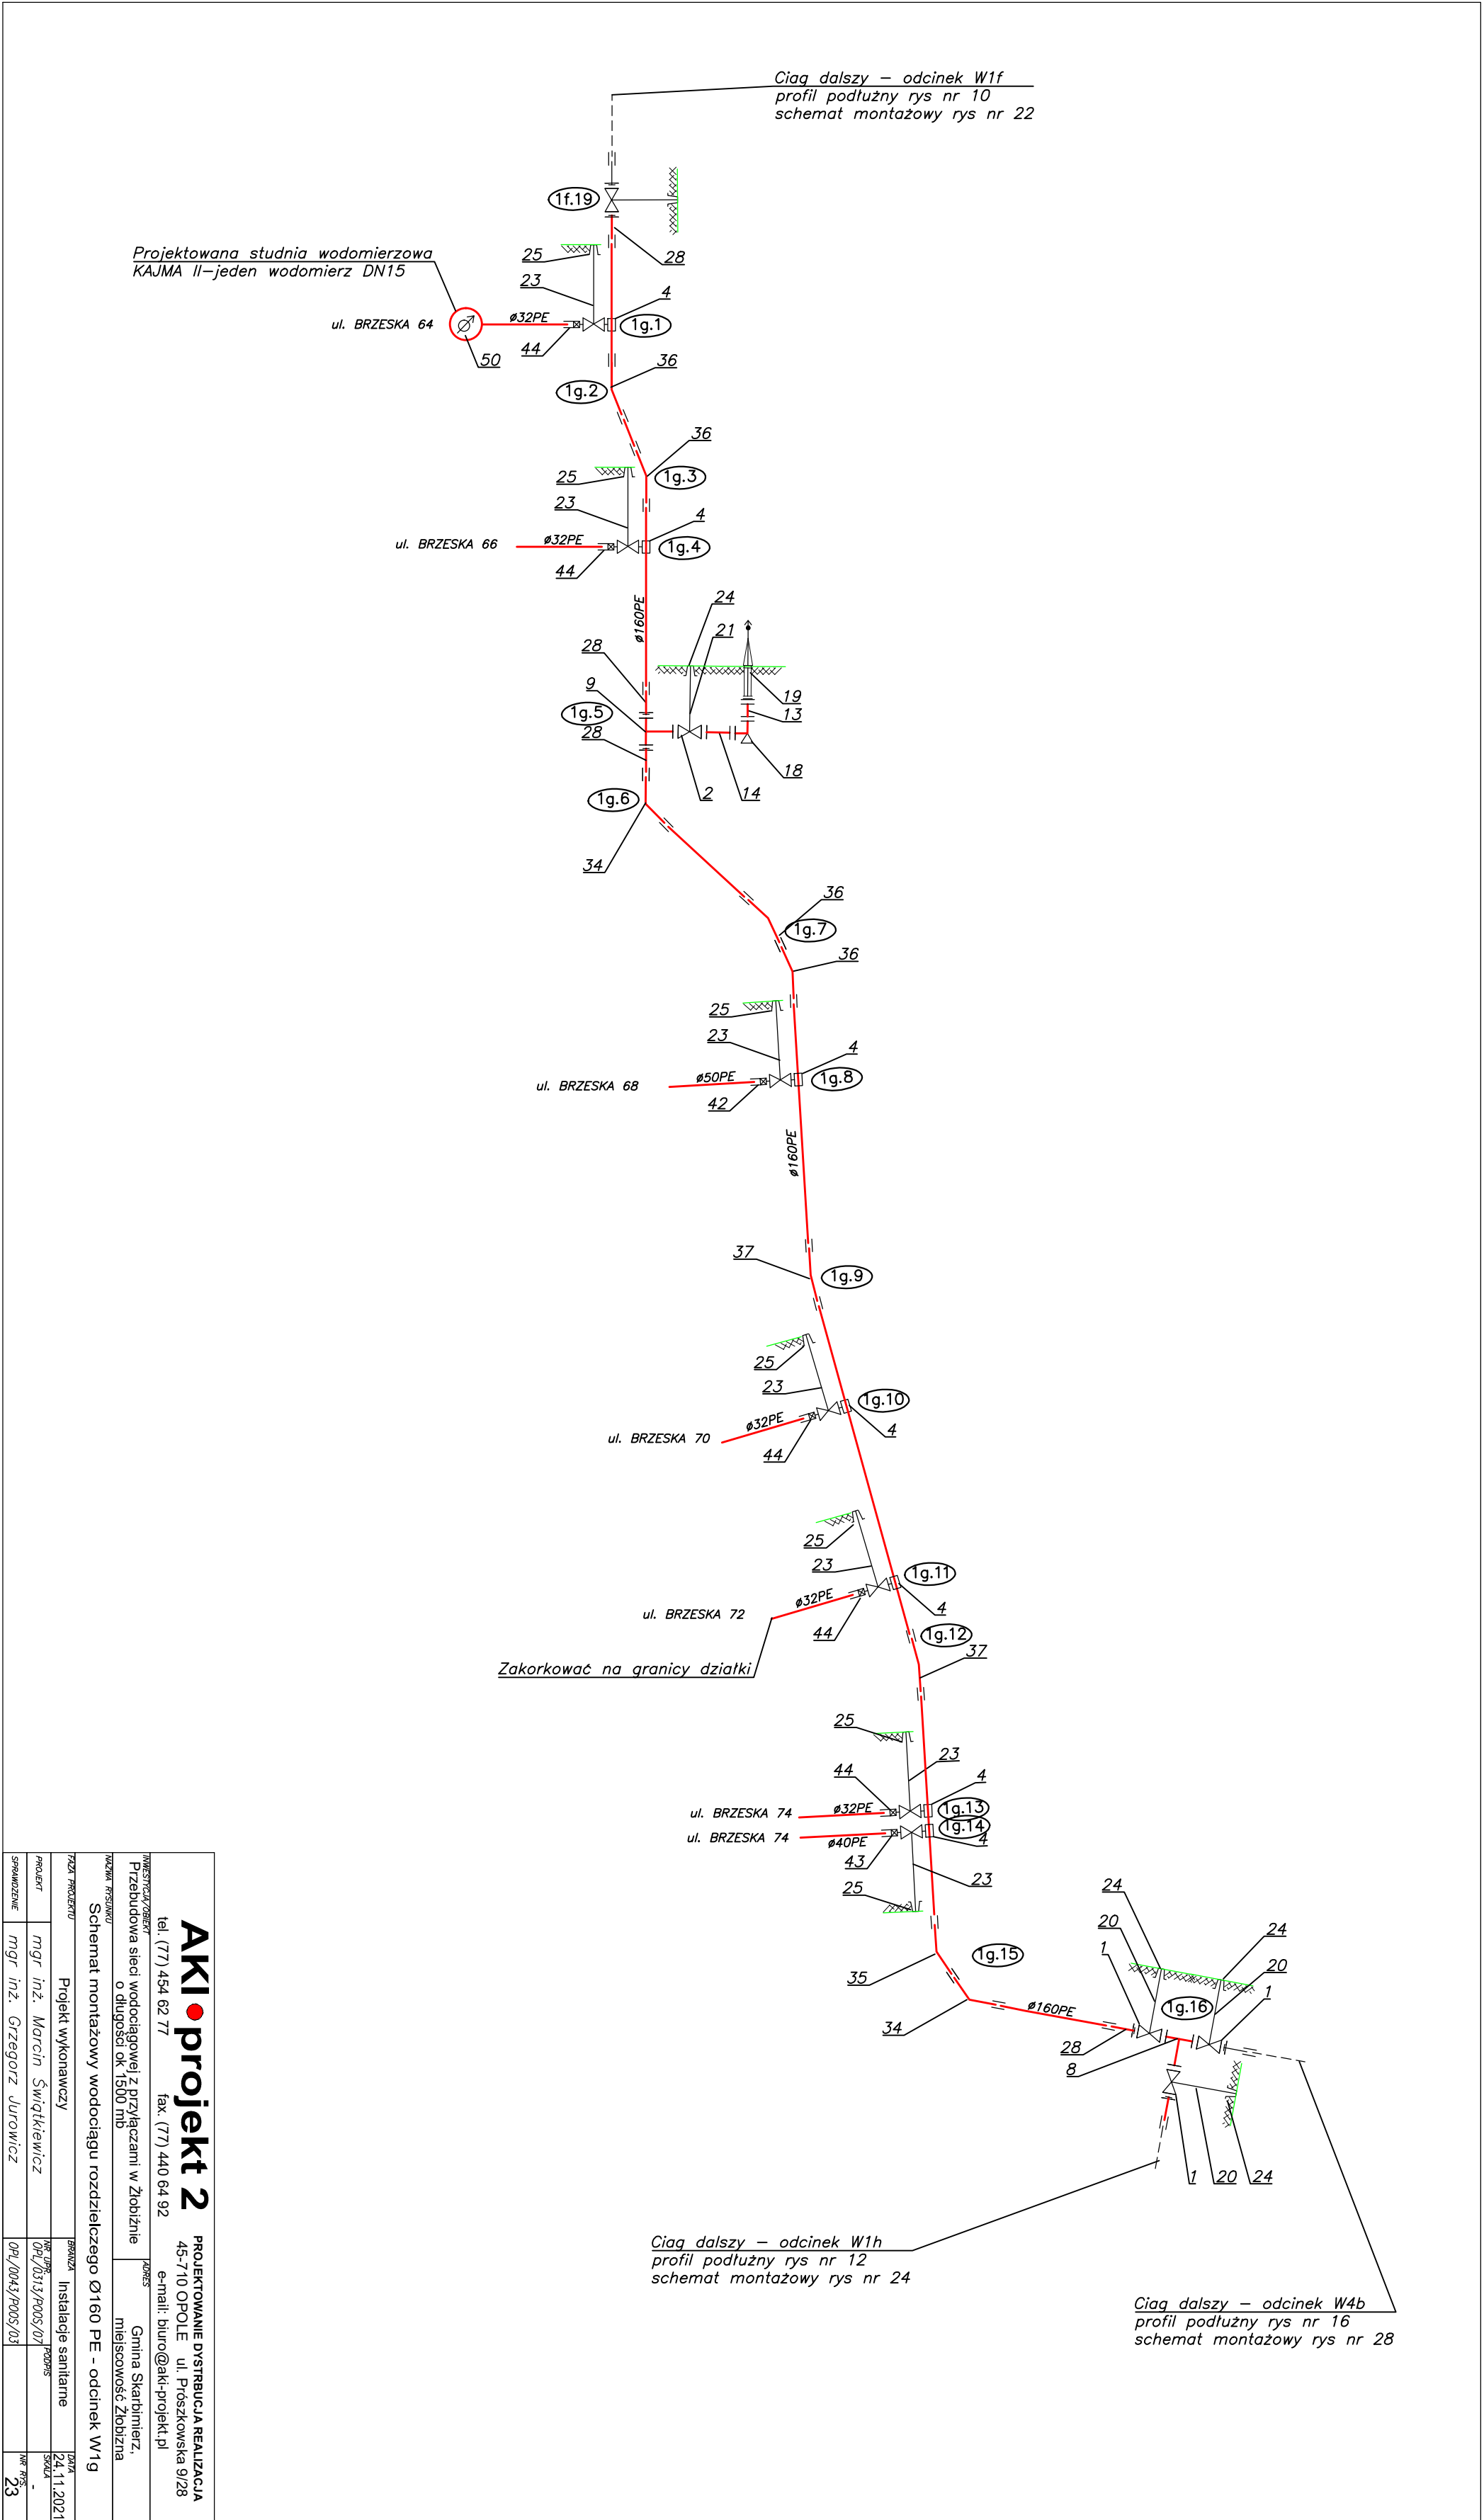 Ciąg dalszy – odcinek W1f
profil podłużny rys nr 10
schemat montażowy rys nr 22
1f.19
28
25
23
4
Projektowana studnia wodomierzowa
KAJMA II–jeden wodomierz DN15
ul. BRZESKA 64
ø32PE
1g.1
44
50
36
1g.2
36
1g.3
25
23
4
ul. BRZESKA 66
ø32PE
1g.4
44
ø160PE
24
21
28
9
19
1g.5
13
28
18
1g.6
2
14
34
36
1g.7
36
25
23
4
ul. BRZESKA 68
ø50PE
1g.8
42
ø160PE
37
1g.9
25
23
1g.10
4
ø32PE
ul. BRZESKA 70
44
25
23
1g.11
4
ø32PE
ul. BRZESKA 72
44
1g.12
37
Zakorkować na granicy działki
25
23
44
4
ul. BRZESKA 74
ø32PE
1g.13
1g.14
ul. BRZESKA 74
ø40PE
4
43
23
25
24
20
24
1
20
1g.15
35
1
1g.16
ø160PE
34
28
8
1
20
24
Ciąg dalszy – odcinek W1h
profil podłużny rys nr 12
schemat montażowy rys nr 24
Ciąg dalszy – odcinek W4b
profil podłużny rys nr 16
schemat montażowy rys nr 28
AKI projekt 2
PROJEKTOWANIE DYSTRBUCJA REALIZACJA
45-710 OPOLE ul. Prószkowska 9/28
tel. (77) 454 62 77 fax. (77) 440 64 92 e-mail: biuro@aki-projekt.pl
INWESTYCJA/OBIEKT
Przebudowa sieci wodociągowej z przyłączami w Żłobiźnie
o długości ok 1500 mb
ADRES
Gmina Skarbimierz,
miejscowość Żłobizna
NAZWA RYSUNKU
Schemat montażowy wodociągu rozdzielczego Ø160 PE - odcinek W1g
FAZA PROJEKTU
Projekt wykonawczy
BRANŻA
Instalacje sanitarne
DATA
24.11.2021
PROJEKT
mgr inż. Marcin Świątkiewicz
NR UPR.
OPL/0313/POOS/07
PODPIS
SKALA
-
SPRAWDZENIE
mgr inż. Grzegorz Jurowicz
OPL/0043/POOS/03
NR RYS.
23